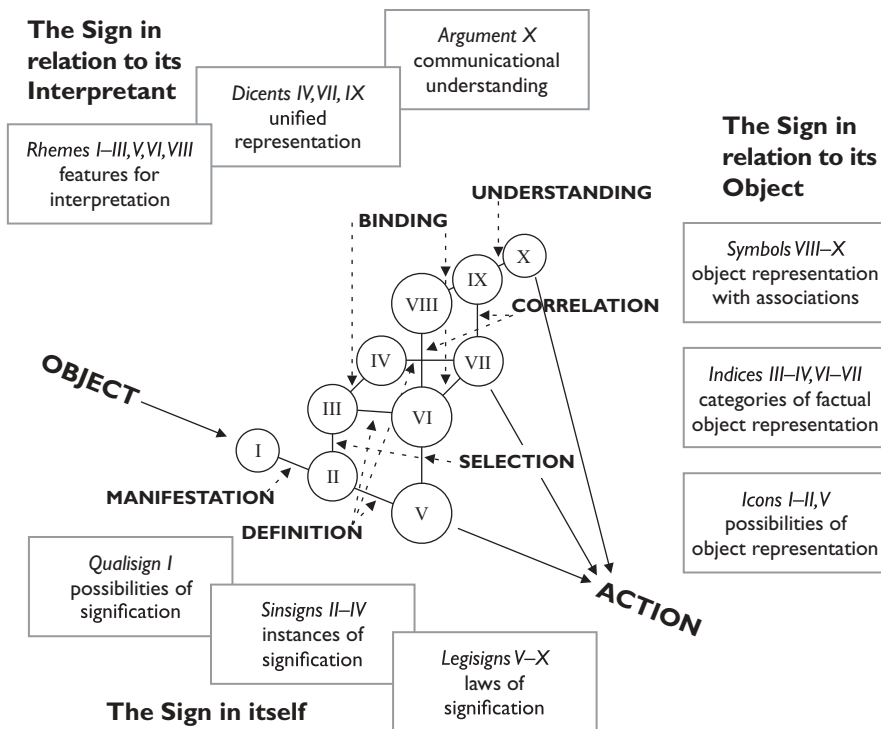 The Sign in
relation to its
Interpretant
Argument X
communicational
understanding
Dicents IV,VII, IX
unified
representation
Rhemes I–III,V,VI,VIII
features for
interpretation
The Sign in
relation to its
Object
Symbols VIII–X
object representation
with associations
Indices III–IV,VI–VII
categories of factual
object representation
Icons I–II,V
possibilities of
object representation
UNDERSTANDING
BINDING
X
IX
VIII
CORRELATION
IV
VII
OBJECT
III
VI
I
II
SELECTION
MANIFESTATION
V
DEFINITION
ACTION
Qualisign I
possibilities of
signification
Sinsigns II–IV
instances of
signification
Legisigns V–X
laws of
signification
The Sign in itself